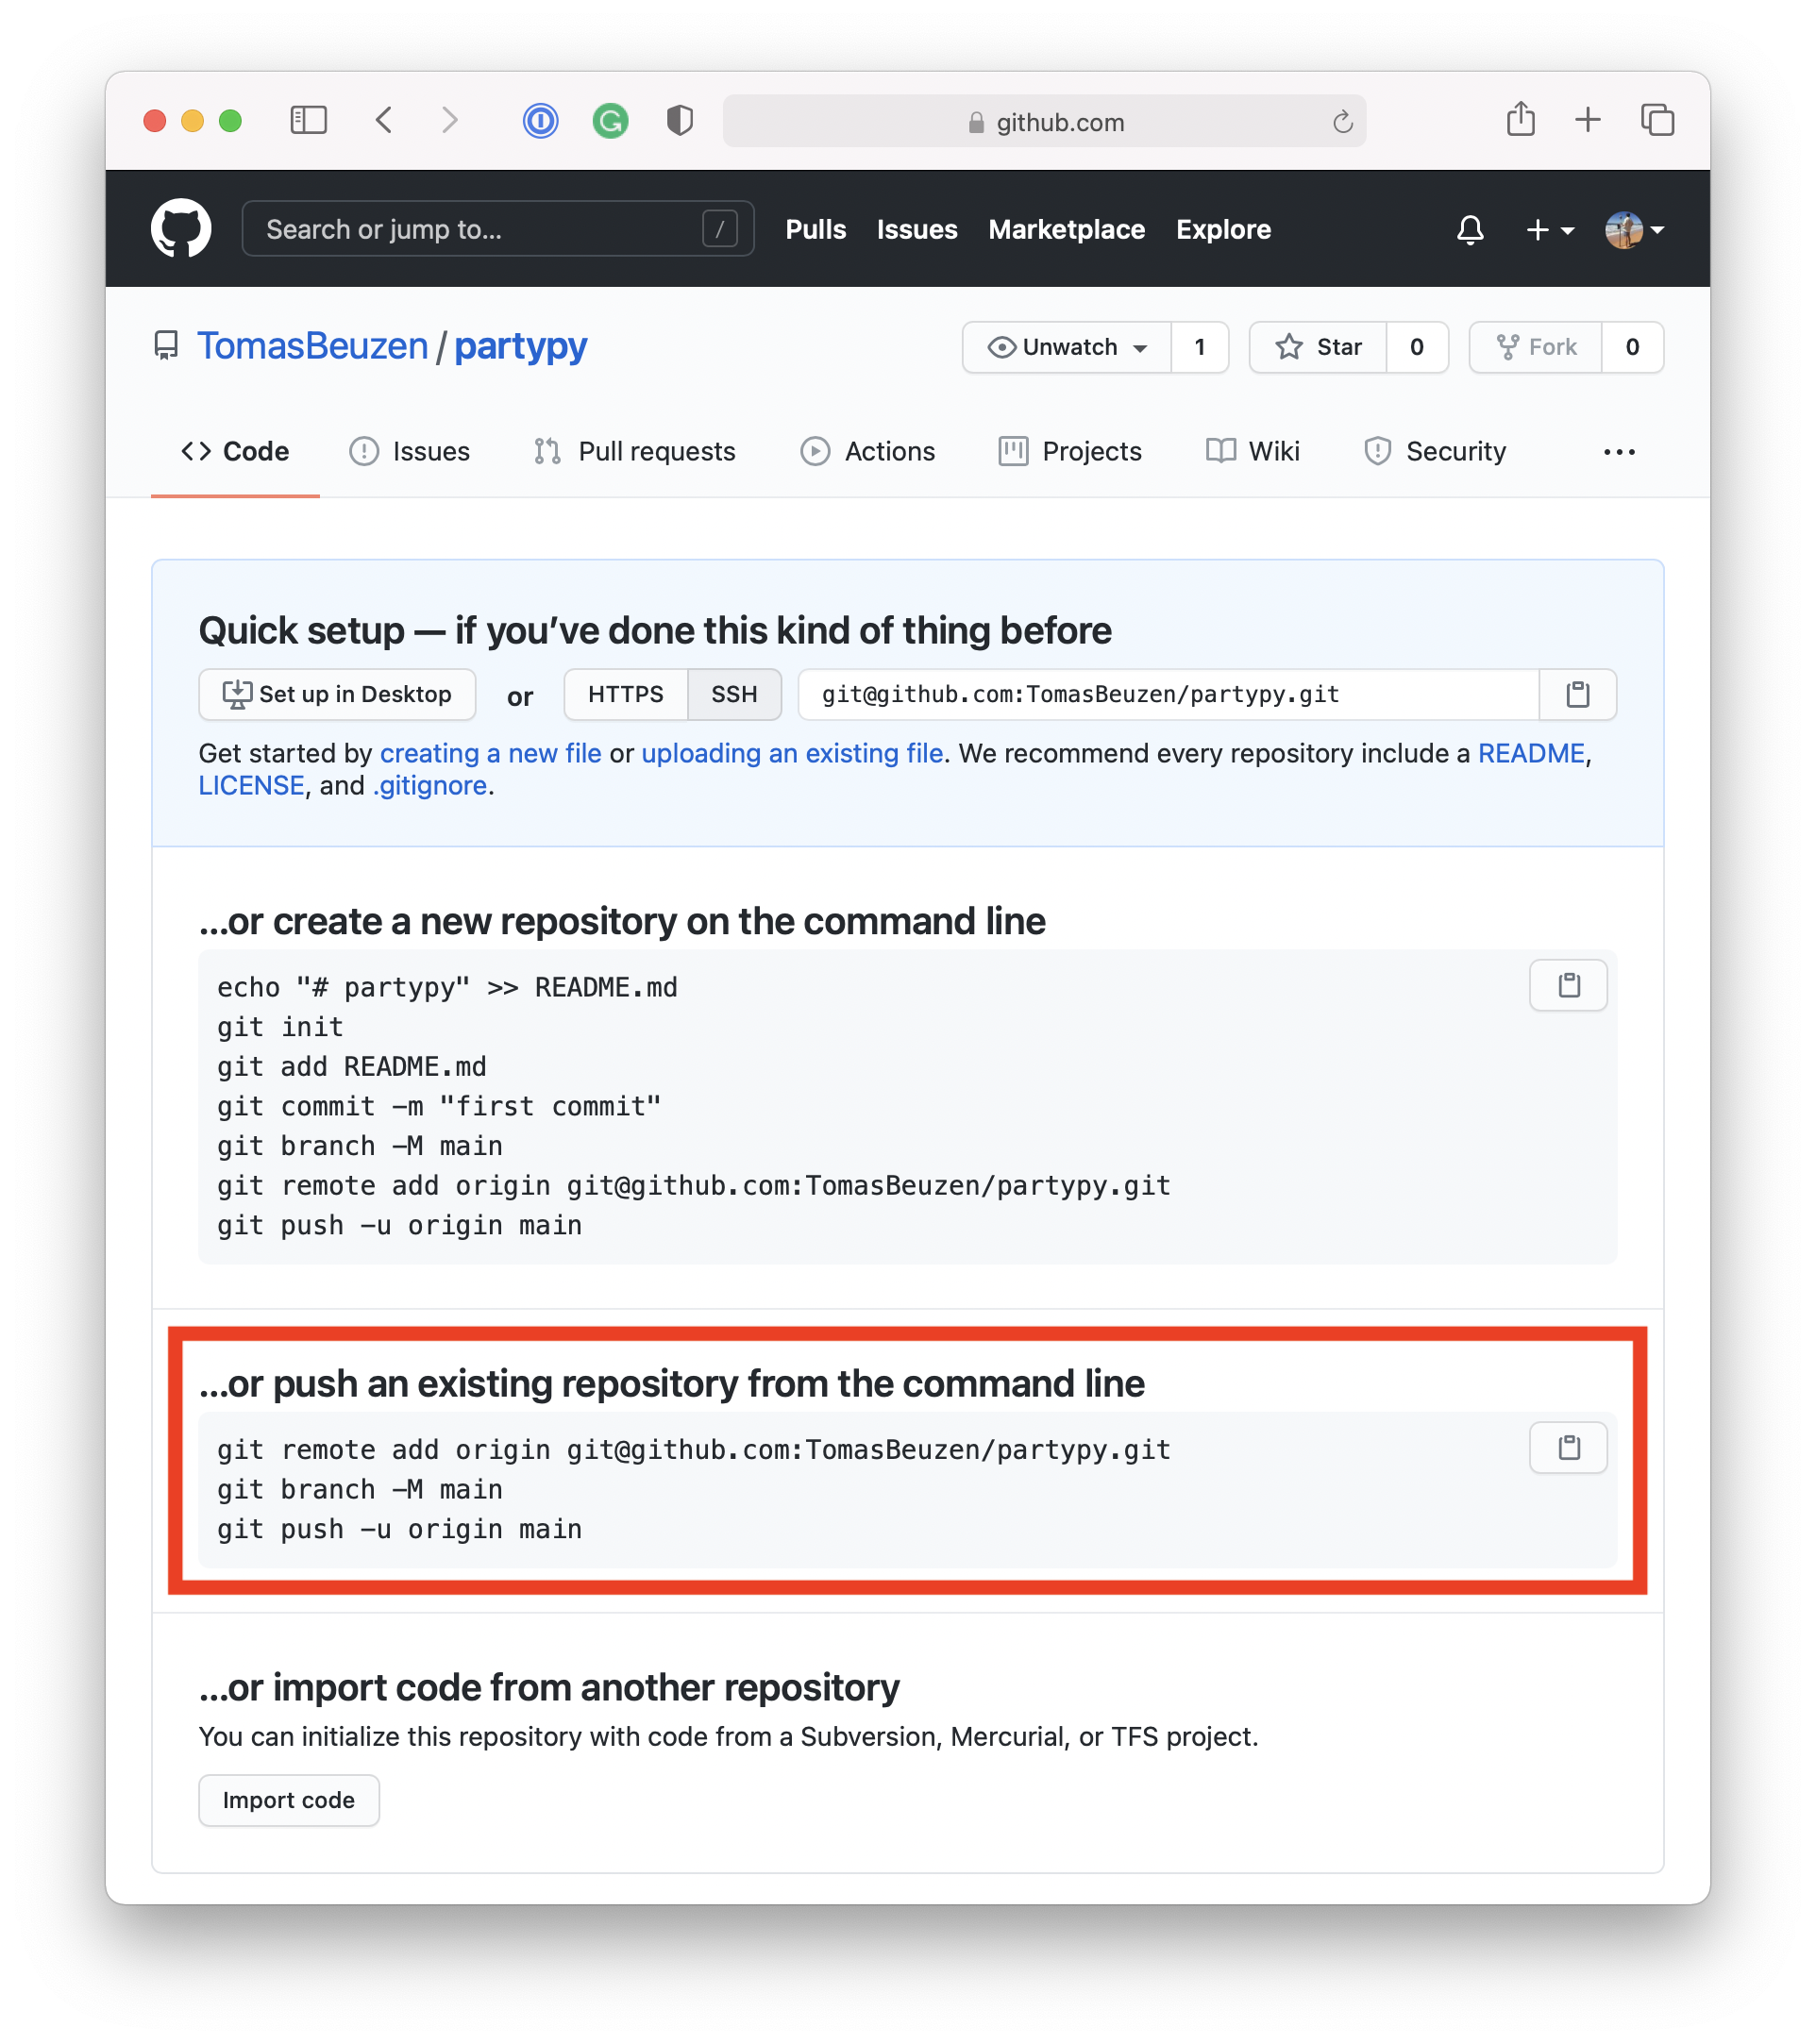 github.com
Search or jump to... / Pulls Issues Marketplace Explore
TomasBeuzen / partypy Unwatch 1 Star 0 Fork 0
Code Issues Pull requests Actions Projects Wiki Security ...
Quick setup — if you’ve done this kind of thing before
Set up in Desktop or HTTPS SSH git@github.com:TomasBeuzen/partypy.git
Get started by creating a new file or uploading an existing file. We recommend every repository include a README,
LICENSE, and .gitignore.
...or create a new repository on the command line
echo "# partypy" >> README.md
git init
git add README.md
git commit -m "first commit"
git branch -M main
git remote add origin git@github.com:TomasBeuzen/partypy.git
git push -u origin main
...or push an existing repository from the command line
git remote add origin git@github.com:TomasBeuzen/partypy.git
git branch -M main
git push -u origin main
...or import code from another repository
You can initialize this repository with code from a Subversion, Mercurial, or TFS project.
Import code